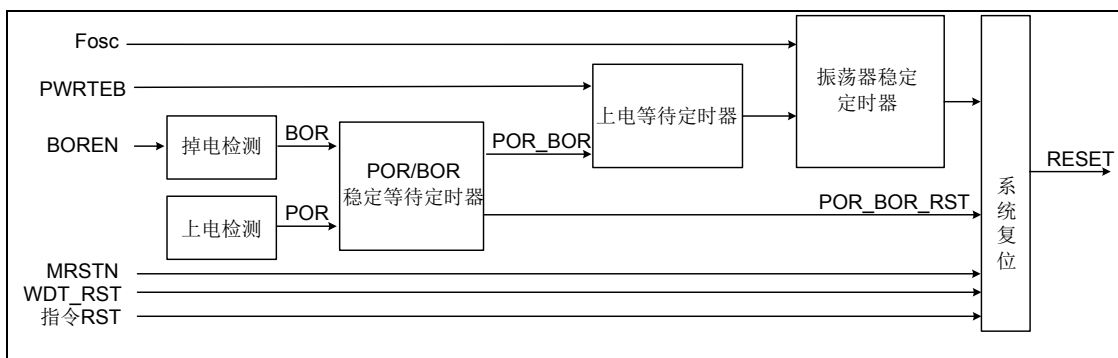 Fosc
PWRTEB
BOREN
掉电检测
BOR
上电检测
POR
POR/BOR
稳定等待定时器
POR_BOR
上电等待定时器
振荡器稳定
定时器
POR_BOR_RST
MRSTN
WDT_RST
指令RST
系
统
复
位
RESET